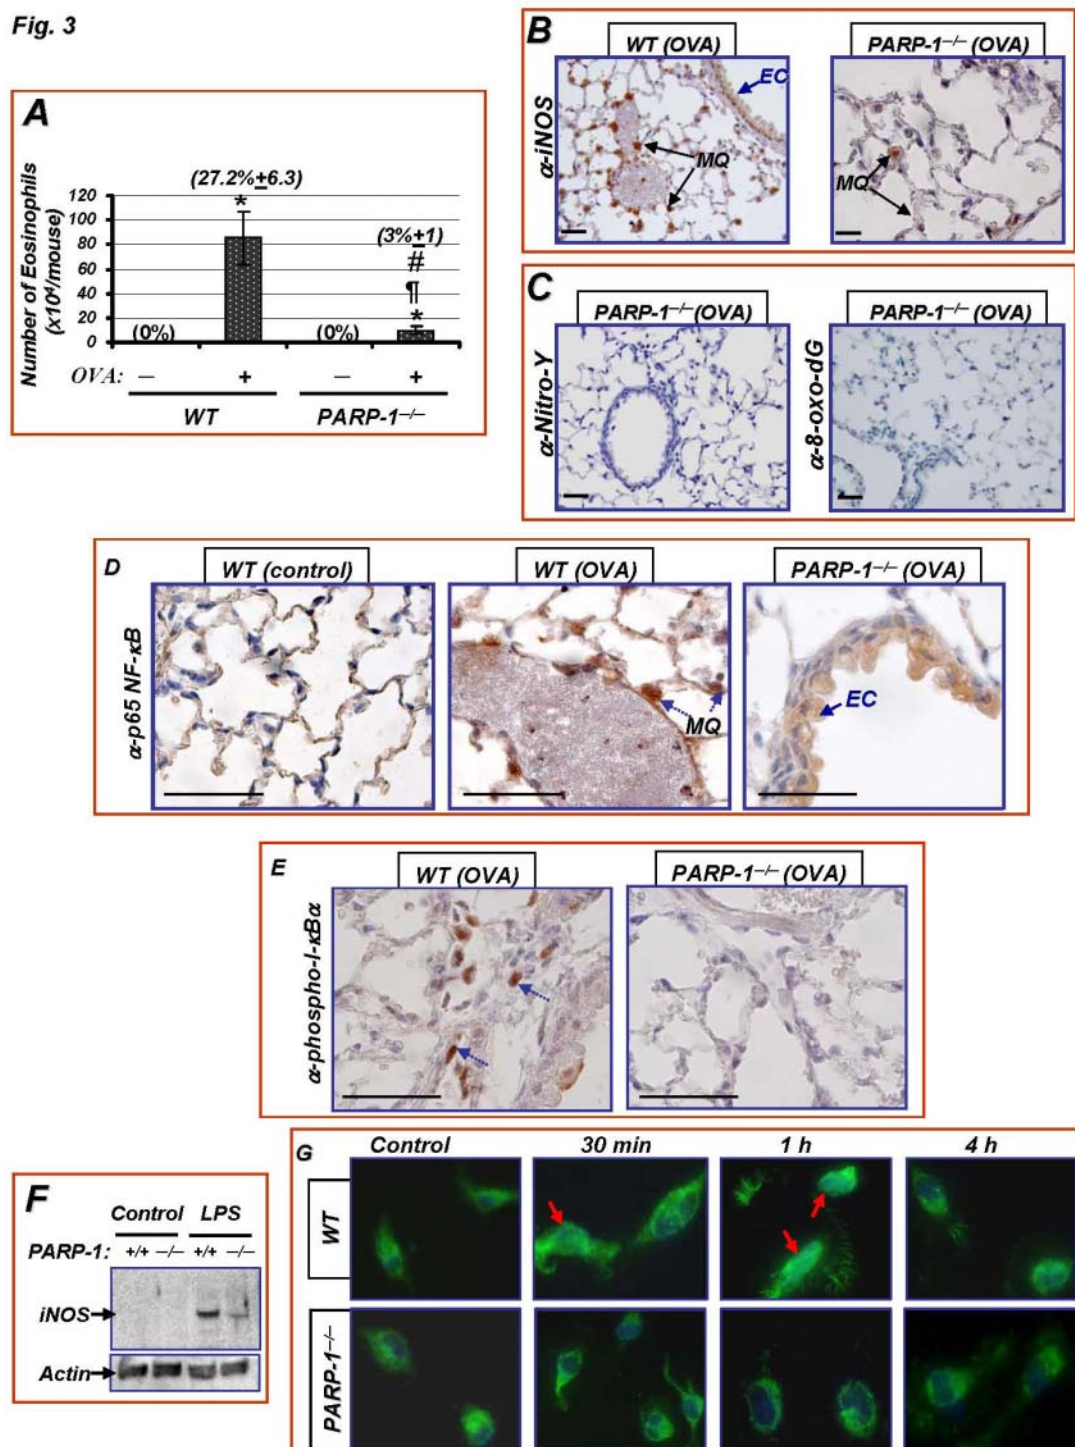 Fig. 3
A
(27.2%±6.3)
*
(3%±1)
#
¶
*
Number of Eosinophils
(x10⁴/mouse)
120
100
80
60
40
20
0
(0%)
(0%)
OVA: — + — +
WT PARP-1⁻/⁻
B
WT (OVA)
PARP-1⁻/⁻ (OVA)
α-iNOS
EC
MQ
MQ
C
PARP-1⁻/⁻ (OVA)
PARP-1⁻/⁻ (OVA)
α-Nitro-Y
α-8-oxo-dG
D
WT (control)
WT (OVA)
PARP-1⁻/⁻ (OVA)
α-p65 NF-κB
MQ
EC
E
WT (OVA)
PARP-1⁻/⁻ (OVA)
α-phospho-I-κBα
F
Control LPS
PARP-1: +/+ –/– +/+ –/–
iNOS
Actin
G
Control 30 min 1 h 4 h
WT
PARP-1⁻/⁻